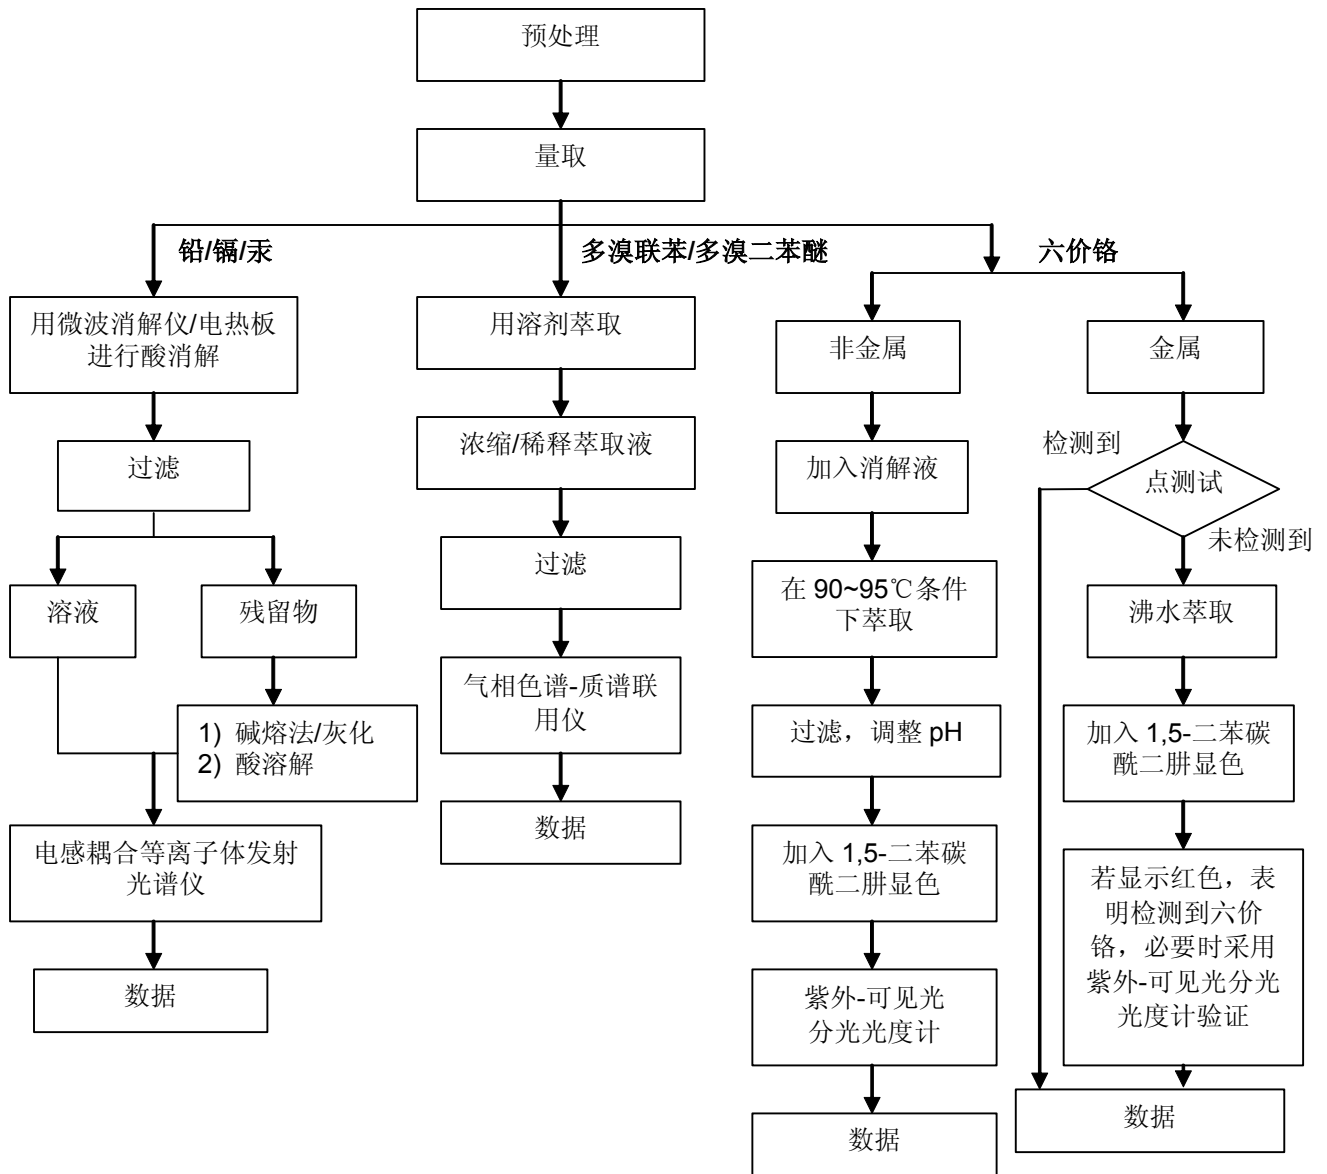 预处理
量取
铅/镉/汞
多溴联苯/多溴二苯醚
六价铬
用微波消解仪/电热板
进行酸消解
过滤
溶液
残留物
1) 碱熔法/灰化
2) 酸溶解
电感耦合等离子体发射
光谱仪
数据
用溶剂萃取
浓缩/稀释萃取液
过滤
气相色谱-质谱联
用仪
数据
非金属
加入消解液
在 90~95℃条件
下萃取
过滤，调整 pH
加入 1,5-二苯碳
酰二肼显色
紫外-可见光
分光光度计
数据
金属
检测到
点测试
未检测到
沸水萃取
加入 1,5-二苯碳
酰二肼显色
若显示红色，表
明检测到六价
铬，必要时采用
紫外-可见光分光
光度计验证
数据